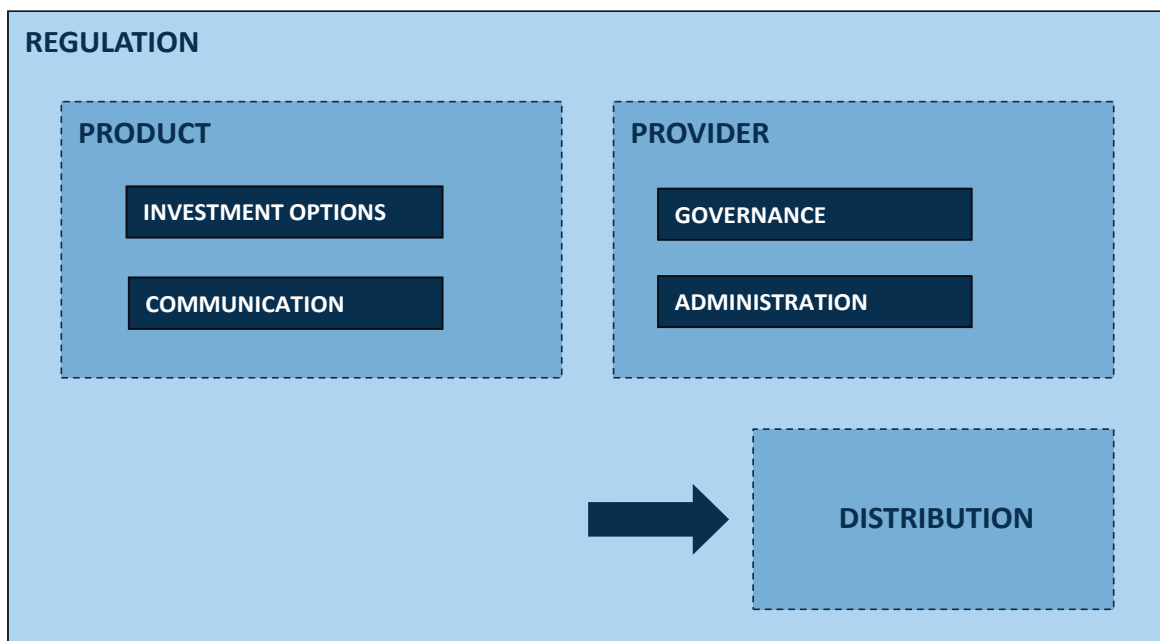 REGULATION
PRODUCT
INVESTMENT OPTIONS
COMMUNICATION
PROVIDER
GOVERNANCE
ADMINISTRATION
DISTRIBUTION